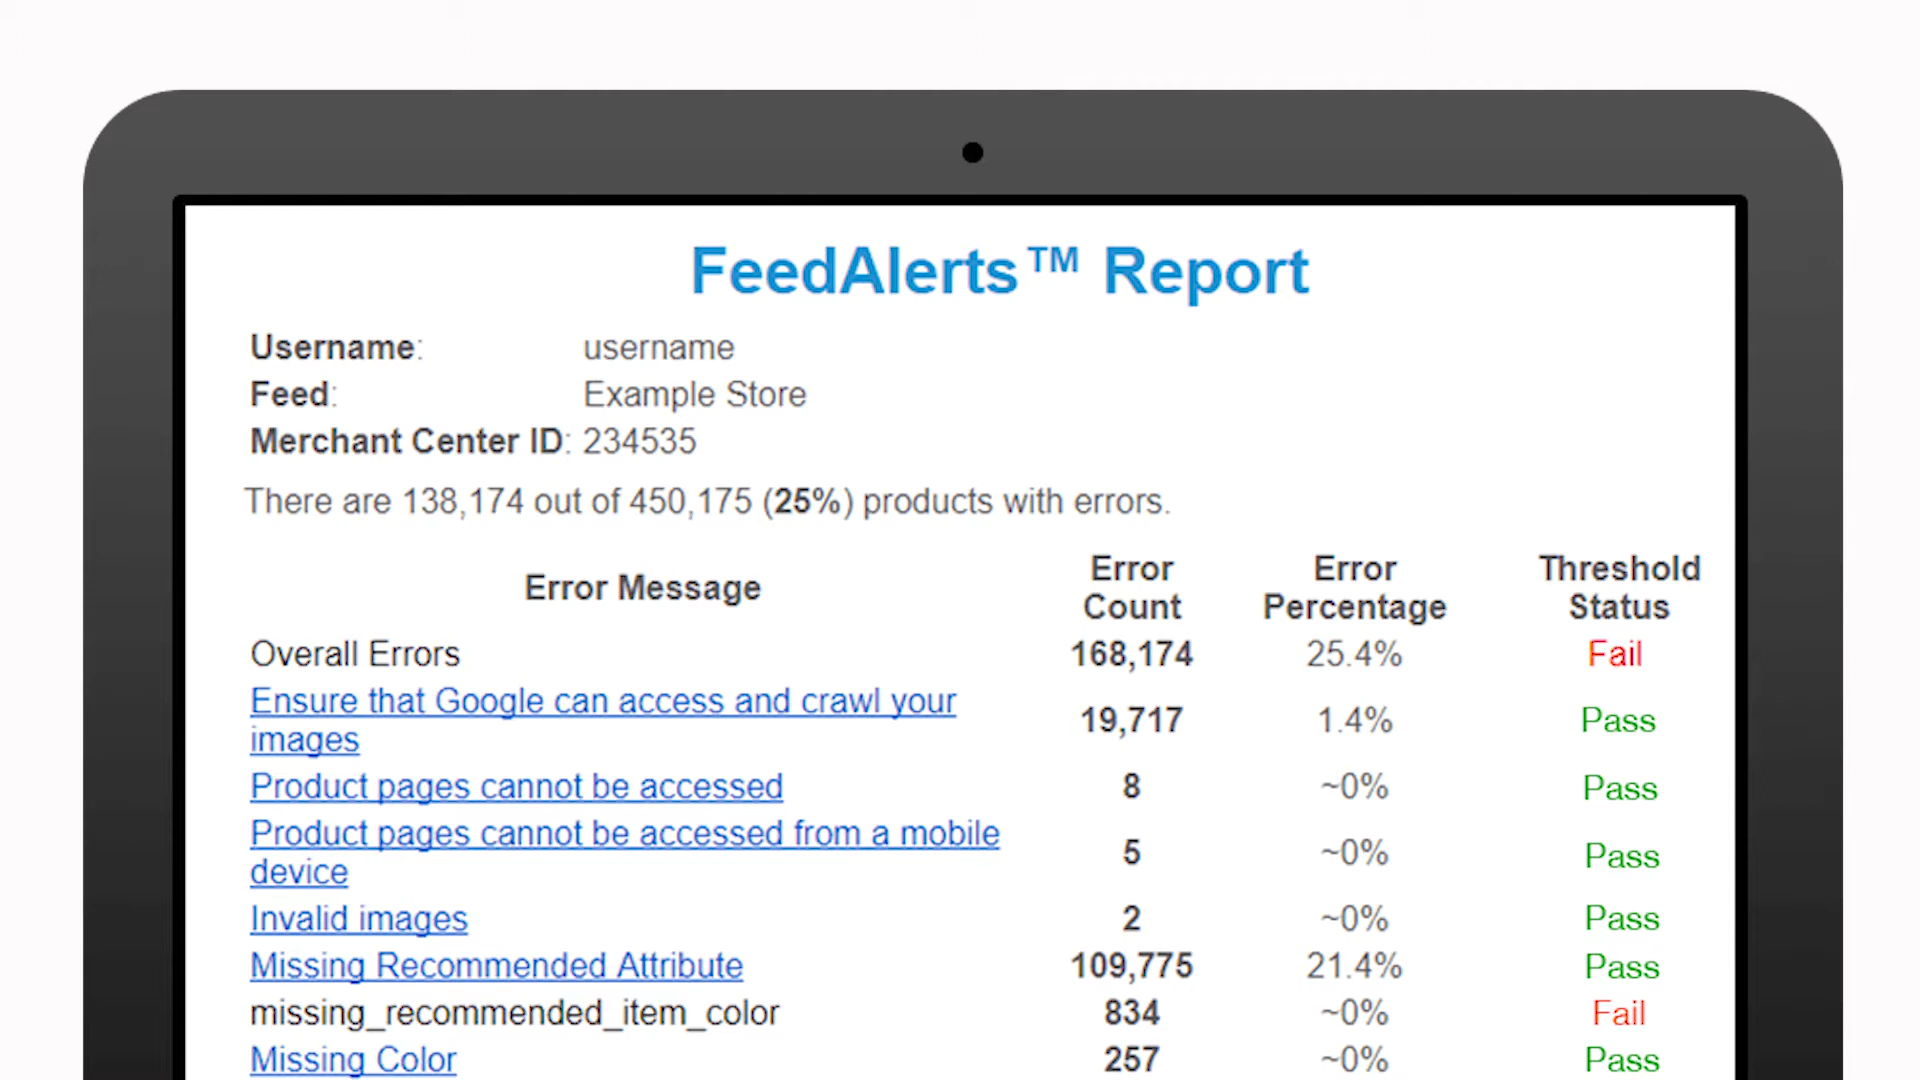 FeedAlerts™ Report
Username: username
Feed: Example Store
Merchant Center ID: 234535
There are 138,174 out of 450,175 (25%) products with errors.
Error Message Error Count Error Percentage Threshold Status
Overall Errors 168,174 25.4% Fail
Ensure that Google can access and crawl your images 19,717 1.4% Pass
Product pages cannot be accessed 8 ~0% Pass
Product pages cannot be accessed from a mobile device 5 ~0% Pass
Invalid images 2 ~0% Pass
Missing Recommended Attribute 109,775 21.4% Pass
missing_recommended_item_color 834 ~0% Fail
Missing Color 257 ~0% Pass